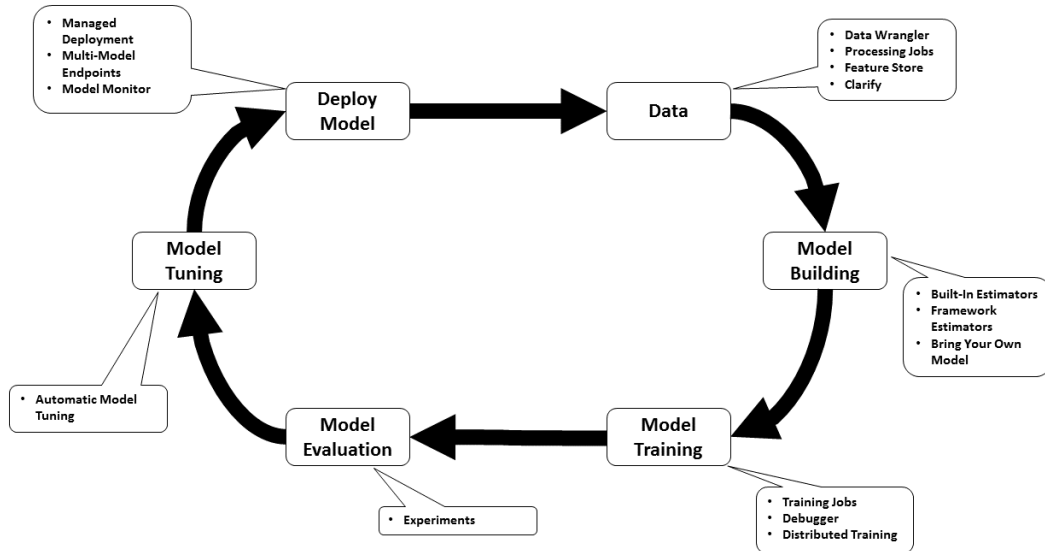 • Managed
Deployment
• Multi-Model
Endpoints
• Model Monitor
Deploy
Model
Data
• Data Wrangler
• Processing Jobs
• Feature Store
• Clarify
Model
Tuning
Model
Building
• Built-In Estimators
• Framework
Estimators
• Bring Your Own
Model
• Automatic Model
Tuning
Model
Evaluation
Model
Training
• Experiments
• Training Jobs
• Debugger
• Distributed Training